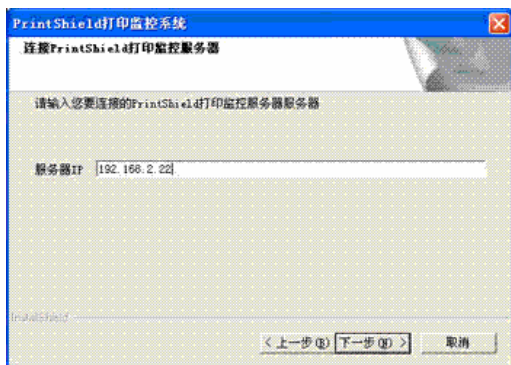 PrintShield打印监控系统
连接PrintShield打印监控服务器
请输入您要连接的PrintShield打印监控服务器服务器
服务器IP 192.168.2.22
InstallShield
< 上一步(B) 下一步(N) > 取消